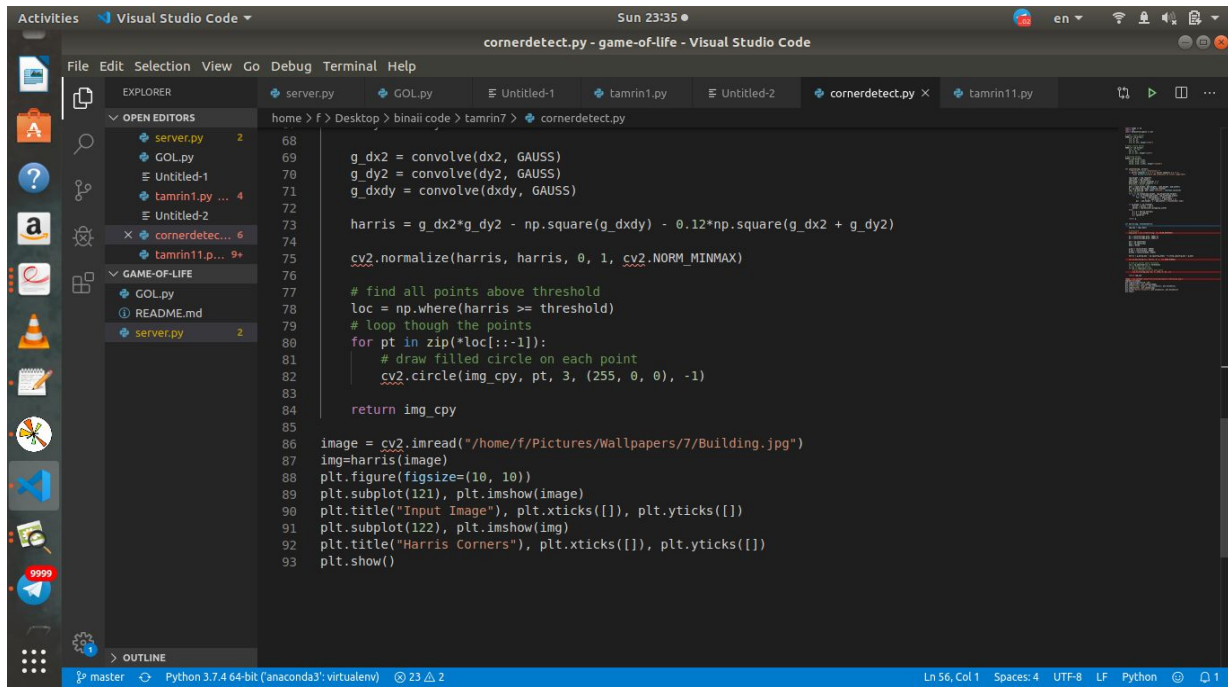 Activities Visual Studio Code Sun 23:35 en
cornerdetect.py - game-of-life - Visual Studio Code
File Edit Selection View Go Debug Terminal Help
EXPLORER
OPEN EDITORS
server.py 2
GOL.py
Untitled-1
tamrin1.py ... 4
Untitled-2
cornerdetec... 6
tamrin11.p... 9+
GAME-OF-LIFE
GOL.py
README.md
server.py 2
OUTLINE
server.py GOL.py Untitled-1 tamrin1.py Untitled-2 cornerdetect.py tamrin11.py
home > f > Desktop > binaii code > tamrin7 > cornerdetect.py
68
69 g_dx2 = convolve(dx2, GAUSS)
70 g_dy2 = convolve(dy2, GAUSS)
71 g_dxdy = convolve(dxdy, GAUSS)
72
73 harris = g_dx2*g_dy2 - np.square(g_dxdy) - 0.12*np.square(g_dx2 + g_dy2)
74
75 cv2.normalize(harris, harris, 0, 1, cv2.NORM_MINMAX)
76
77 # find all points above threshold
78 loc = np.where(harris >= threshold)
79 # loop though the points
80 for pt in zip(*loc[::-1]):
81 # draw filled circle on each point
82 cv2.circle(img_cpy, pt, 3, (255, 0, 0), -1)
83
84 return img_cpy
85
86 image = cv2.imread("/home/f/Pictures/Wallpapers/7/Building.jpg")
87 img=harris(image)
88 plt.figure(figsize=(10, 10))
89 plt.subplot(121), plt.imshow(image)
90 plt.title("Input Image"), plt.xticks([]), plt.yticks([])
91 plt.subplot(122), plt.imshow(img)
92 plt.title("Harris Corners"), plt.xticks([]), plt.yticks([])
93 plt.show()
9999
1
master Python 3.7.4 64-bit ('anaconda3': virtualenv) 23 2 Ln 56, Col 1 Spaces: 4 UTF-8 LF Python 1